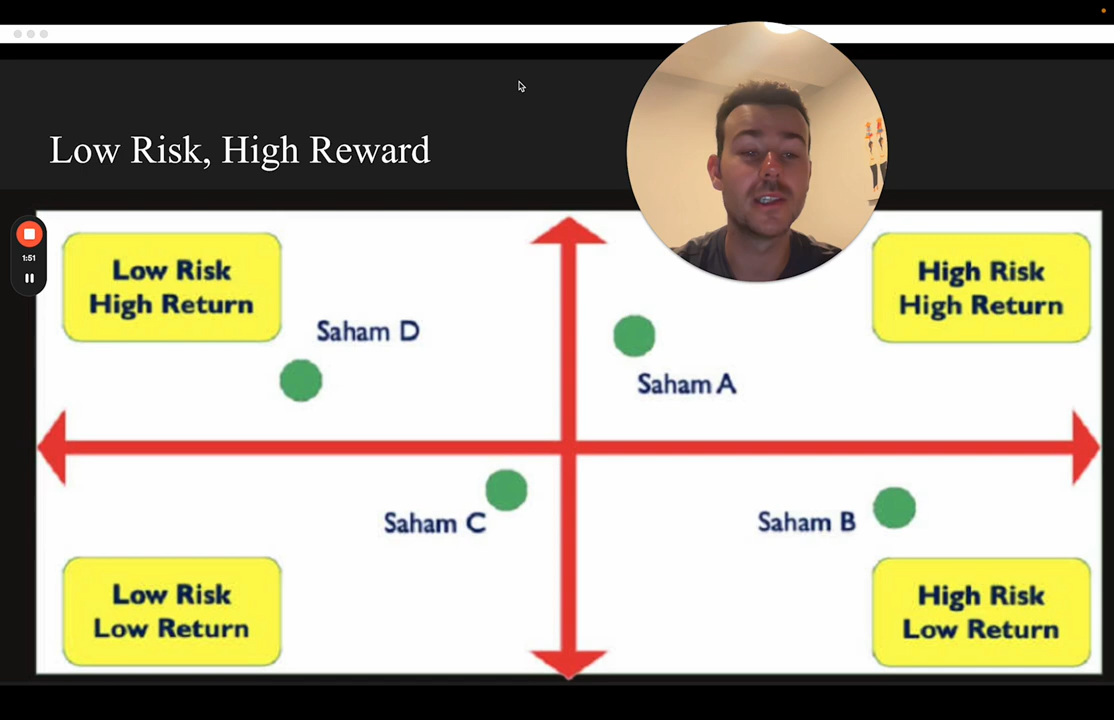 Low Risk, High Reward
1:51
Low Risk
High Return
High Risk
High Return
Saham D
Saham A
Saham C
Saham B
Low Risk
Low Return
High Risk
Low Return